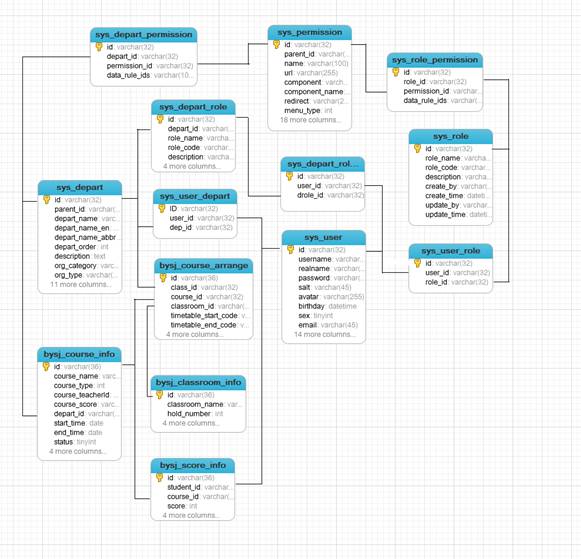 sys_depart_permission
id: varchar(32)
depart_id: varchar(32)
permission_id: varchar(32)
data_rule_ids: varchar(10...
sys_permission
id: varchar(32)
parent_id: varchar(...
name: varchar(100)
url: varchar(255)
component: varch...
component_name...
redirect: varchar(2...
menu_type: int
18 more columns...
sys_role_permission
id: varchar(32)
role_id: varchar(32)
permission_id: varchar...
data_rule_ids: varchar(...
sys_depart_role
id: varchar(32)
depart_id: varchar...
role_name: varchar...
role_code: varchar(...
description: varchar...
4 more columns...
sys_role
id: varchar(32)
role_name: varchar...
role_code: varchar(...
description: varchar...
create_by: varchar(...
create_time: dateti...
update_by: varchar...
update_time: dateti...
sys_depart_rol...
id: varchar(32)
user_id: varchar(32)
drole_id: varchar(32)
sys_depart
id: varchar(32)
parent_id: varchar(...
depart_name: varc...
depart_name_en
depart_name_abbr
depart_order: int
description: text
org_category: varc...
org_type: varchar(...
11 more columns...
sys_user_depart
ID: varchar(32)
user_id: varchar(32)
dep_id: varchar(32)
sys_user
id: varchar(32)
username: varchar...
realname: varchar(...
password: varchar(...
salt: varchar(45)
avatar: varchar(255)
birthday: datetime
sex: tinyint
email: varchar(45)
14 more columns...
sys_user_role
id: varchar(32)
user_id: varchar(32)
role_id: varchar(32)
bysj_course_arrange
id: varchar(36)
class_id: varchar(32)
course_id: varchar(32)
classroom_id: varchar(...
timetable_start_code: v...
timetable_end_code: v...
4 more columns...
bysj_course_info
id: varchar(36)
course_name: varc...
course_type: int
course_teacherId: ...
course_score: varc...
depart_id: varchar(...
start_time: date
end_time: date
status: tinyint
4 more columns...
bysj_classroom_info
id: varchar(36)
classroom_name: var...
hold_number: int
4 more columns...
bysj_score_info
id: varchar(36)
student_id: varchar...
course_id: varchar(...
score: int
4 more columns...